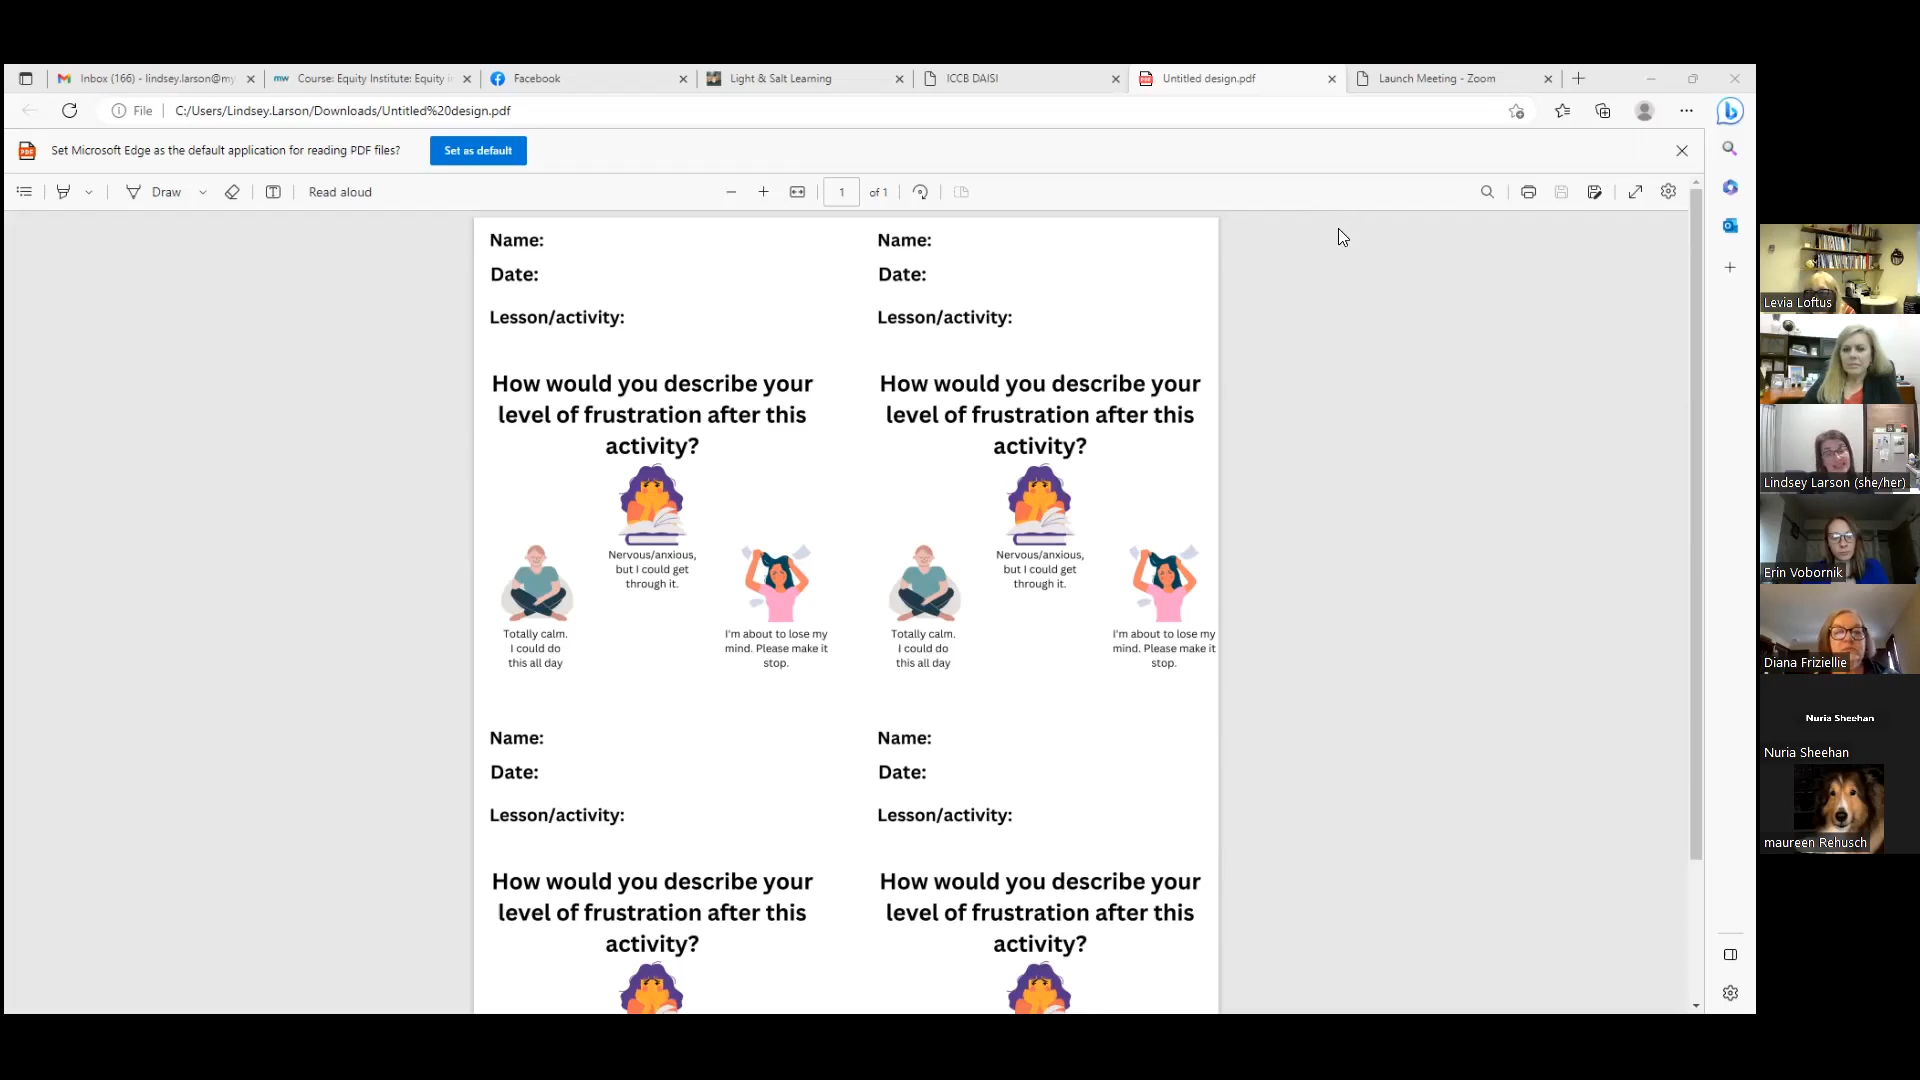 Inbox (166) - lindsey.larson@my
Course: Equity Institute: Equity i
Facebook
Light & Salt Learning
ICCB DAISI
Untitled design.pdf
Launch Meeting - Zoom
File
C:/Users/Lindsey.Larson/Downloads/Untitled%20design.pdf
Set Microsoft Edge as the default application for reading PDF files?
Set as default
Draw
Read aloud
1 of 1
Name:
Date:
Lesson/activity:
How would you describe your
level of frustration after this
activity?
Nervous/anxious,
but I could get
through it.
Totally calm.
I could do
this all day
I'm about to lose my
mind. Please make it
stop.
Name:
Date:
Lesson/activity:
How would you describe your
level of frustration after this
activity?
Nervous/anxious,
but I could get
through it.
Totally calm.
I could do
this all day
I'm about to lose my
mind. Please make it
stop.
Name:
Date:
Lesson/activity:
How would you describe your
level of frustration after this
activity?
Name:
Date:
Lesson/activity:
How would you describe your
level of frustration after this
activity?
Levia Loftus
Lindsey Larson (she/her)
Erin Vobornik
Diana Friziellie
Nuria Sheehan
Nuria Sheehan
maureen Rehusch